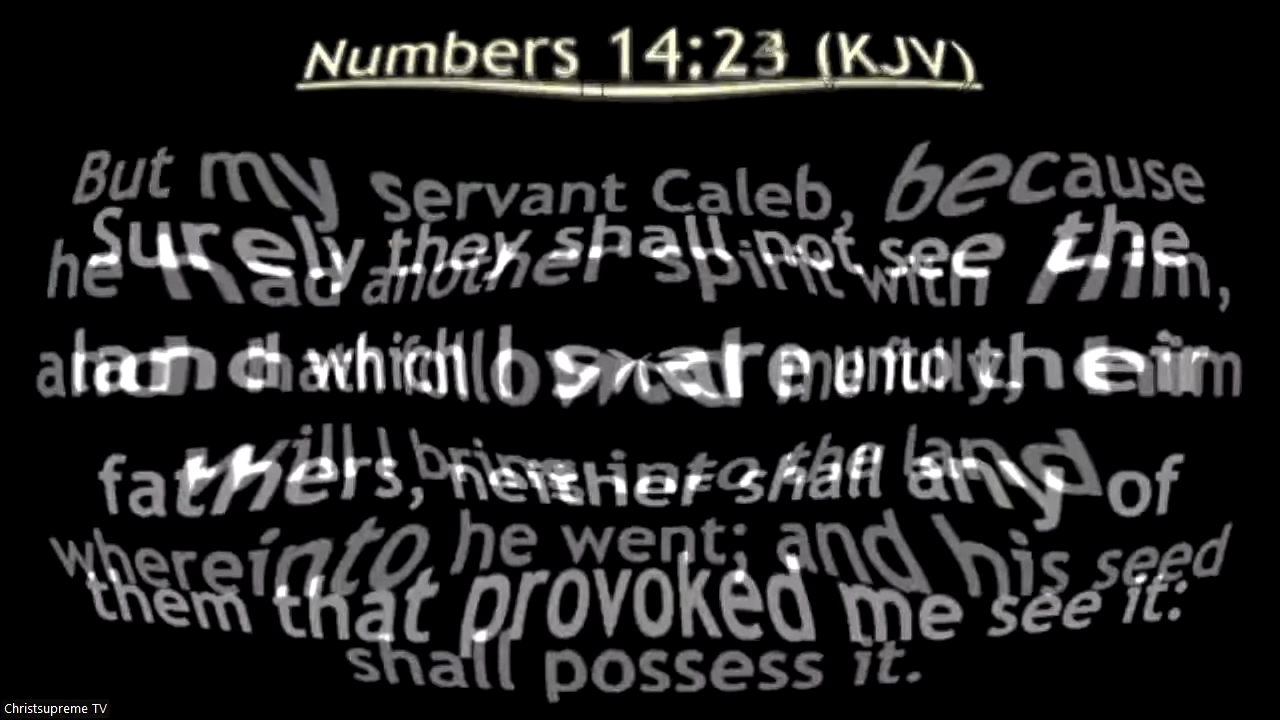 Numbers 14:23 (KJV)
But my servant Caleb, because
Surely they shall not see the
he had another spirit with him,
land which I sware unto their
and hath followed me fully, him
will I bring into the land
fathers, neither shall any of
whereinto he went; and his seed
them that provoked me see it:
shall possess it.
Christsupreme TV